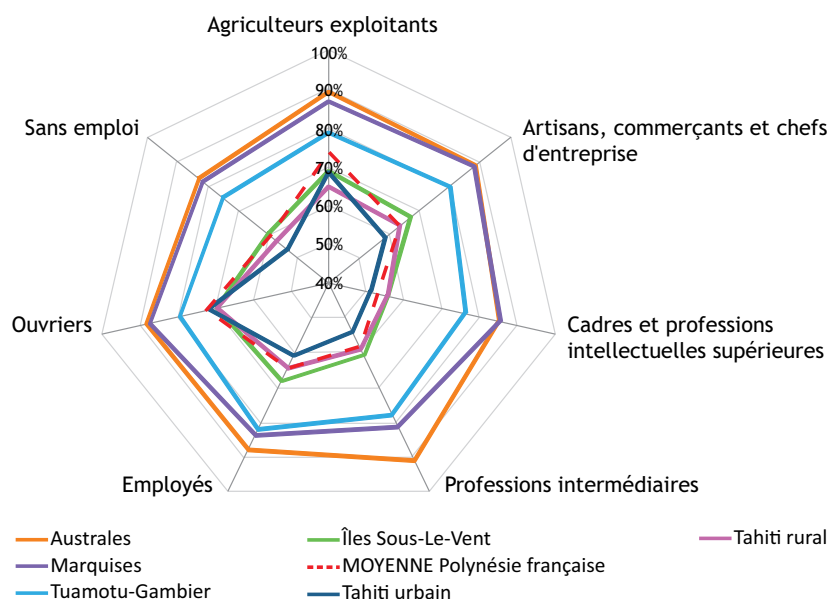 Agriculteurs exploitants
100%
90%
80%
70%
60%
50%
40%
Sans emploi
Artisans, commerçants et chefs
d'entreprise
Ouvriers
Cadres et professions
intellectuelles supérieures
Employés
Professions intermédiaires
Australes
Îles Sous-Le-Vent
Tahiti rural
Marquises
MOYENNE Polynésie française
Tuamotu-Gambier
Tahiti urbain